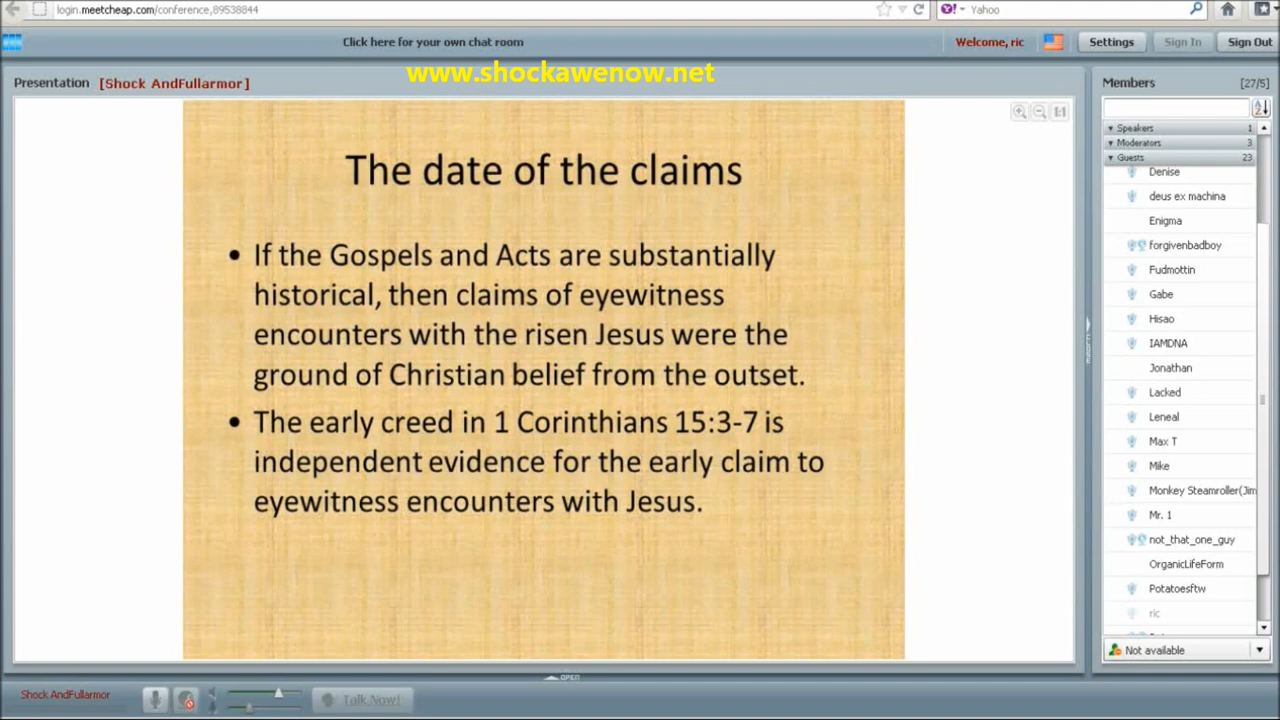 login.meetcheap.com/conference,89538844
Yahoo
Click here for your own chat room
Welcome, ric
Settings
Sign In
Sign Out
www.shockawenow.net
Presentation [Shock AndFullarmor]
Members [27/5]
The date of the claims
• If the Gospels and Acts are substantially
historical, then claims of eyewitness
encounters with the risen Jesus were the
ground of Christian belief from the outset.
• The early creed in 1 Corinthians 15:3-7 is
independent evidence for the early claim to
eyewitness encounters with Jesus.
1:1
Speakers 1
Moderators 3
Guests 23
Denise
deus ex machina
Enigma
forgivenbadboy
Fudmottin
Gabe
Hisao
IAMDNA
Jonathan
Lacked
Leneal
Max T
Mike
Monkey Steamroller(Jim
Mr. 1
not_that_one_guy
OrganicLifeForm
Potatoesftw
ric
Not available
OPEN
Shock AndFullarmor
Talk Now!